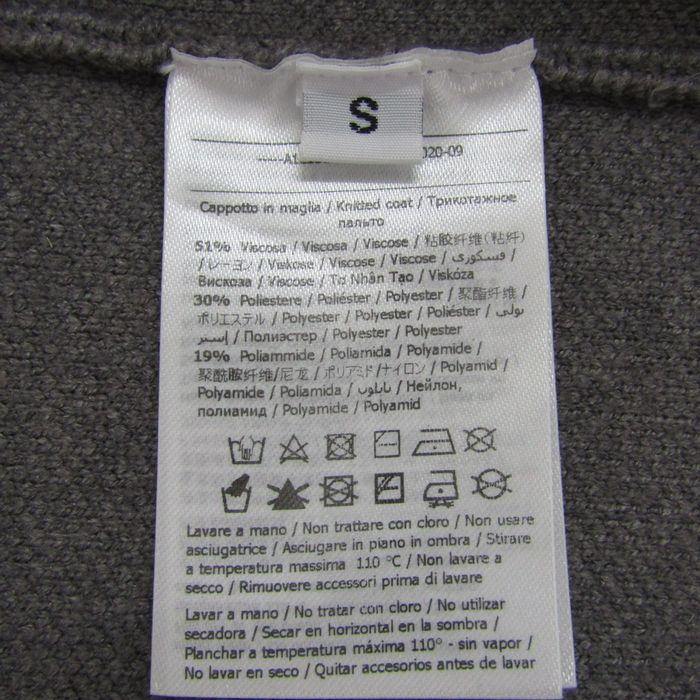 S
020-09
Cappotto in maglia / Knitted coat / Трикотажное
пальто
51% Viscosa / Viscosa / Viscose / 粘胶纤维(粘纤)
/ レーヨン / Viskose / Viscose / Viscose / فسكوزي /
Вискоза / Viscose / Tơ Nhân Tạo / Viskóza
30% Poliestere / Poliéster / Polyester / 聚酯纤维 /
ポリエステル / Polyester / Polyester / Poliéster / بولي
إستر / Полиэстер / Polyester / Polyester
19% Poliammide / Poliamida / Polyamide /
聚酰胺纤维/尼龙 / ポリアミド/ナイロン / Polyamid /
Polyamide / Poliamida / نايلون / Нейлон,
полиамид / Polyamide / Polyamid
Lavare a mano / Non trattare con cloro / Non usare
asciugatrice / Asciugare in piano in ombra / Stirare
a temperatura massima 110 °C / Non lavare a
secco / Rimuovere accessori prima di lavare
Lavar a mano / No tratar con cloro / No utilizar
secadora / Secar en horizontal en la sombra /
Planchar a temperatura máxima 110° - sin vapor /
No lavar en seco / Quitar accesorios antes de lavar